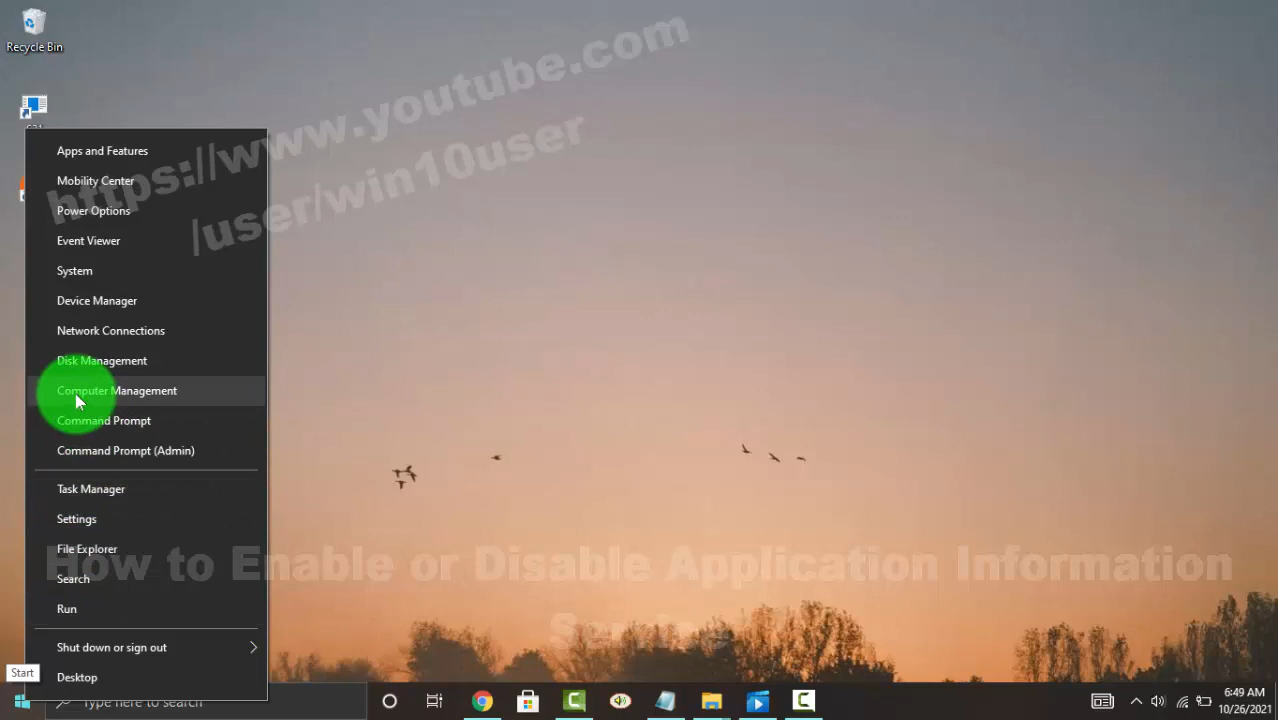 Recycle Bin
https://www.youtube.com
/user/win10user
Apps and Features
Mobility Center
Power Options
Event Viewer
System
Device Manager
Network Connections
Disk Management
Computer Management
Command Prompt
Command Prompt (Admin)
Task Manager
Settings
File Explorer
Search
Run
Shut down or sign out
Desktop
How to Enable or Disable Application Information
Start
Type here to search
6:49 AM
10/26/2021